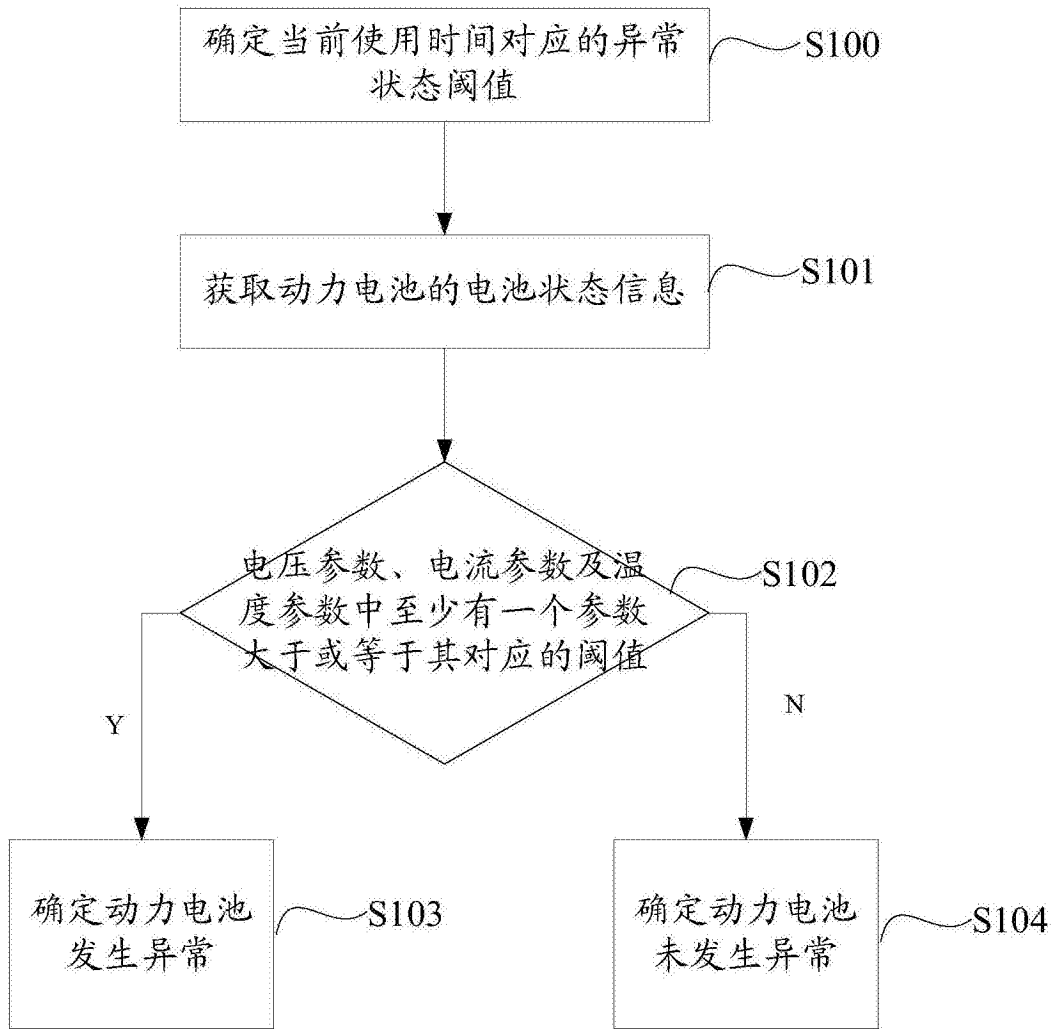 确定当前使用时间对应的异常
状态阈值
S100
获取动力电池的电池状态信息
S101
电压参数、电流参数及温
度参数中至少有一个参数
大于或等于其对应的阈值
S102
Y
N
确定动力电池
发生异常
S103
确定动力电池
未发生异常
S104